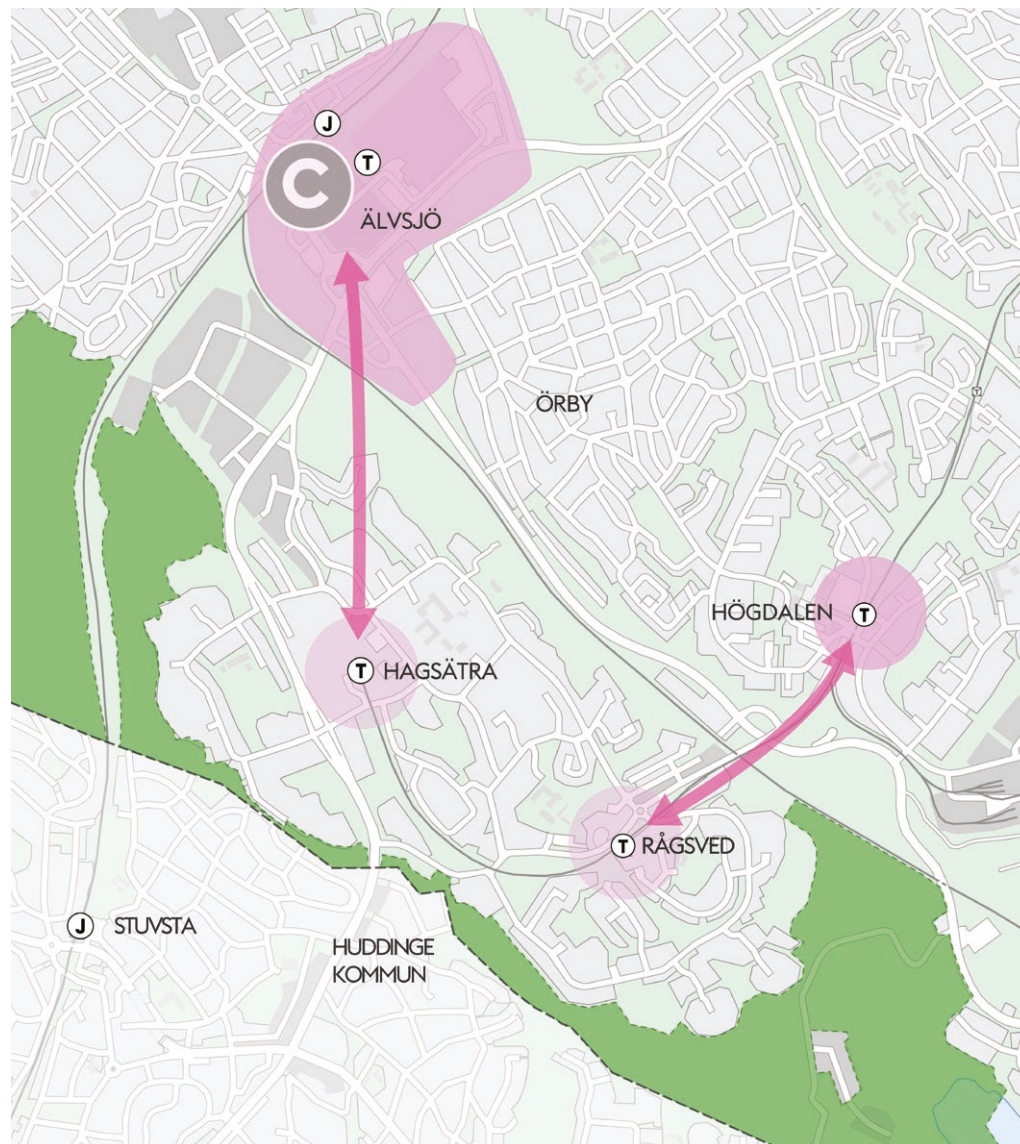 J
T
C
ÄLVSJÖ
ÖRBY
HÖGDALEN
T
T
HAGSÄTRA
T
RÅGSVED
J
STUVSTA
HUDDINGE
KOMMUN